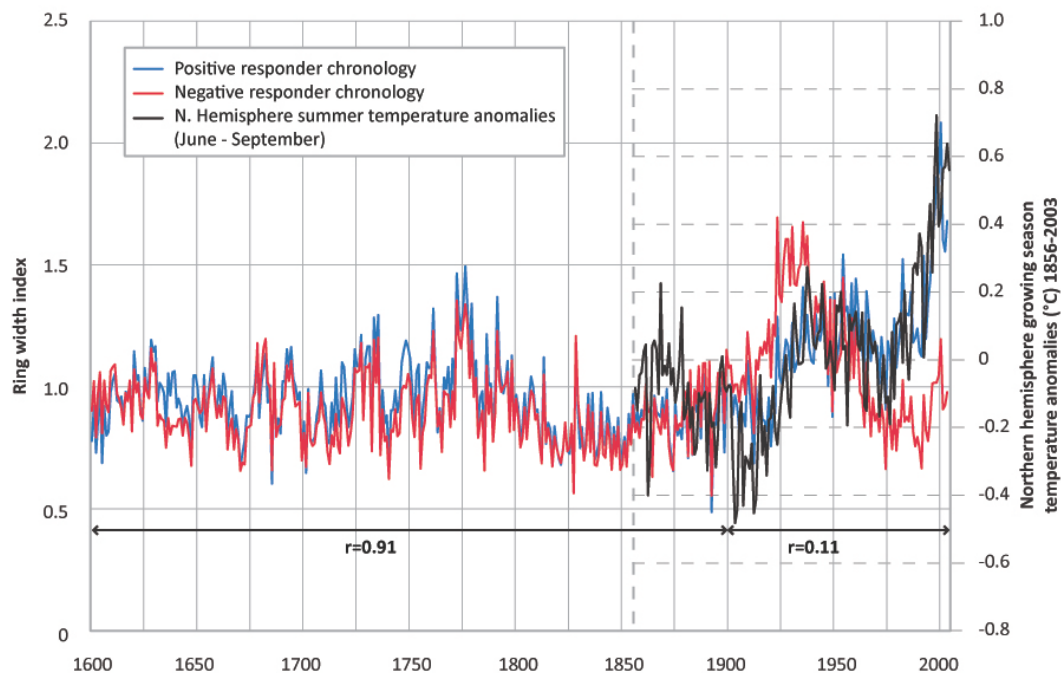 2.5
2.0
1.5
1.0
0.5
0
Ring width index
Positive responder chronology
Negative responder chronology
N. Hemisphere summer temperature anomalies
(June - September)
r=0.91
r=0.11
1.0
0.8
0.6
0.4
0.2
0
-0.2
-0.4
-0.6
-0.8
Northern hemisphere growing season
temperature anomalies (°C) 1856-2003
1600 1650 1700 1750 1800 1850 1900 1950 2000